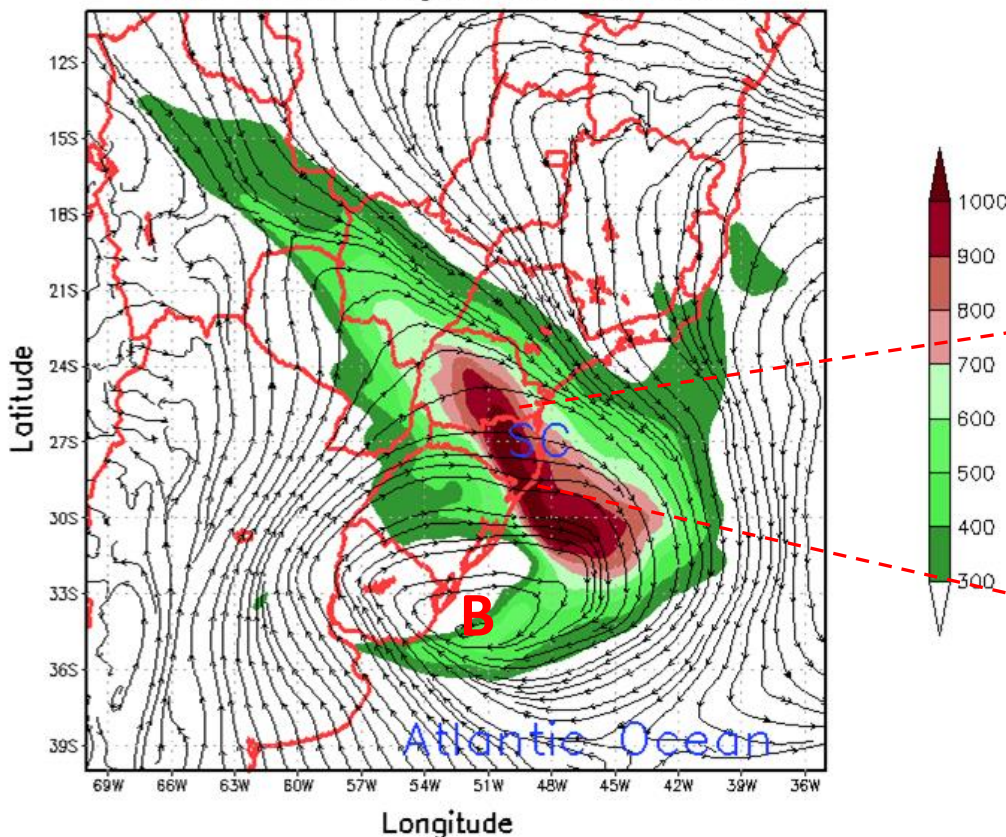 12S
15S
18S
21S
24S
27S
30S
33S
36S
39S
Latitude
SC
B
Atlantic Ocean
69W 66W 63W 60W 57W 54W 51W 48W 45W 42W 39W 36W
Longitude
1000
900
800
700
600
500
400
300